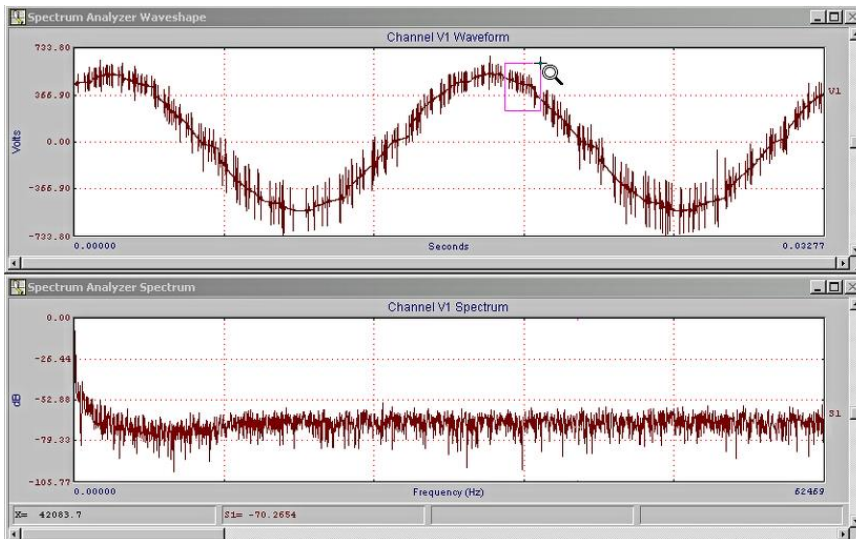 Spectrum Analyzer Waveshape
Channel V1 Waveform
733.80
366.90
V1
0.00
Volts
-366.90
-733.80
0.00000 Seconds 0.03277
Spectrum Analyzer Spectrum
Channel V1 Spectrum
0.00
-26.44
-52.88
dB
S1
-79.33
-105.77
0.00000 Frequency (Hz) 62469
X= 42083.7 S1= -70.2654